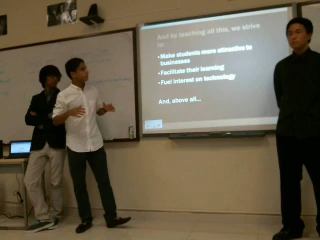 And by teaching all this, we strive
to:
• Make students more attractive to
businesses
• Facilitate their learning
• Fuel interest on technology
And, above all...